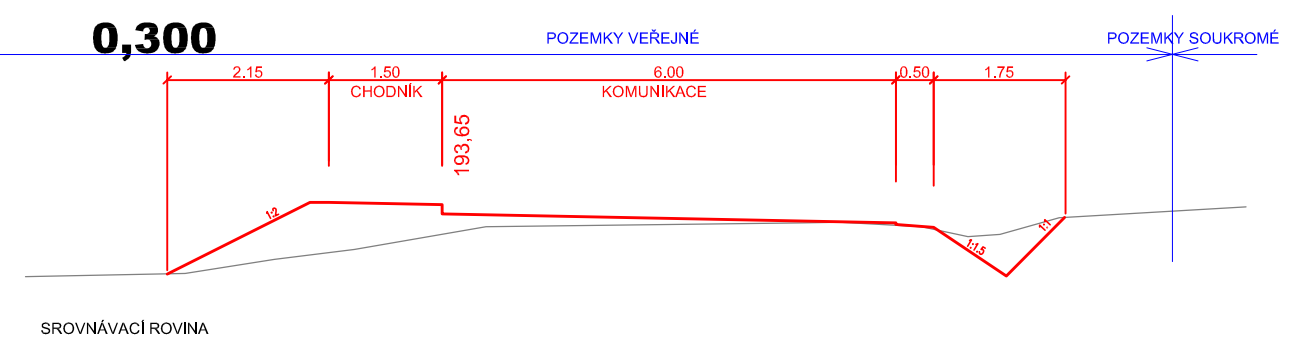 0,300
POZEMKY VEŘEJNÉ
POZEMKY SOUKROMÉ
2.15
1.50
6.00
0.50
1.75
CHODNÍK
KOMUNIKACE
193,65
1:2
1:1.5
1:1
SROVNÁVACÍ ROVINA